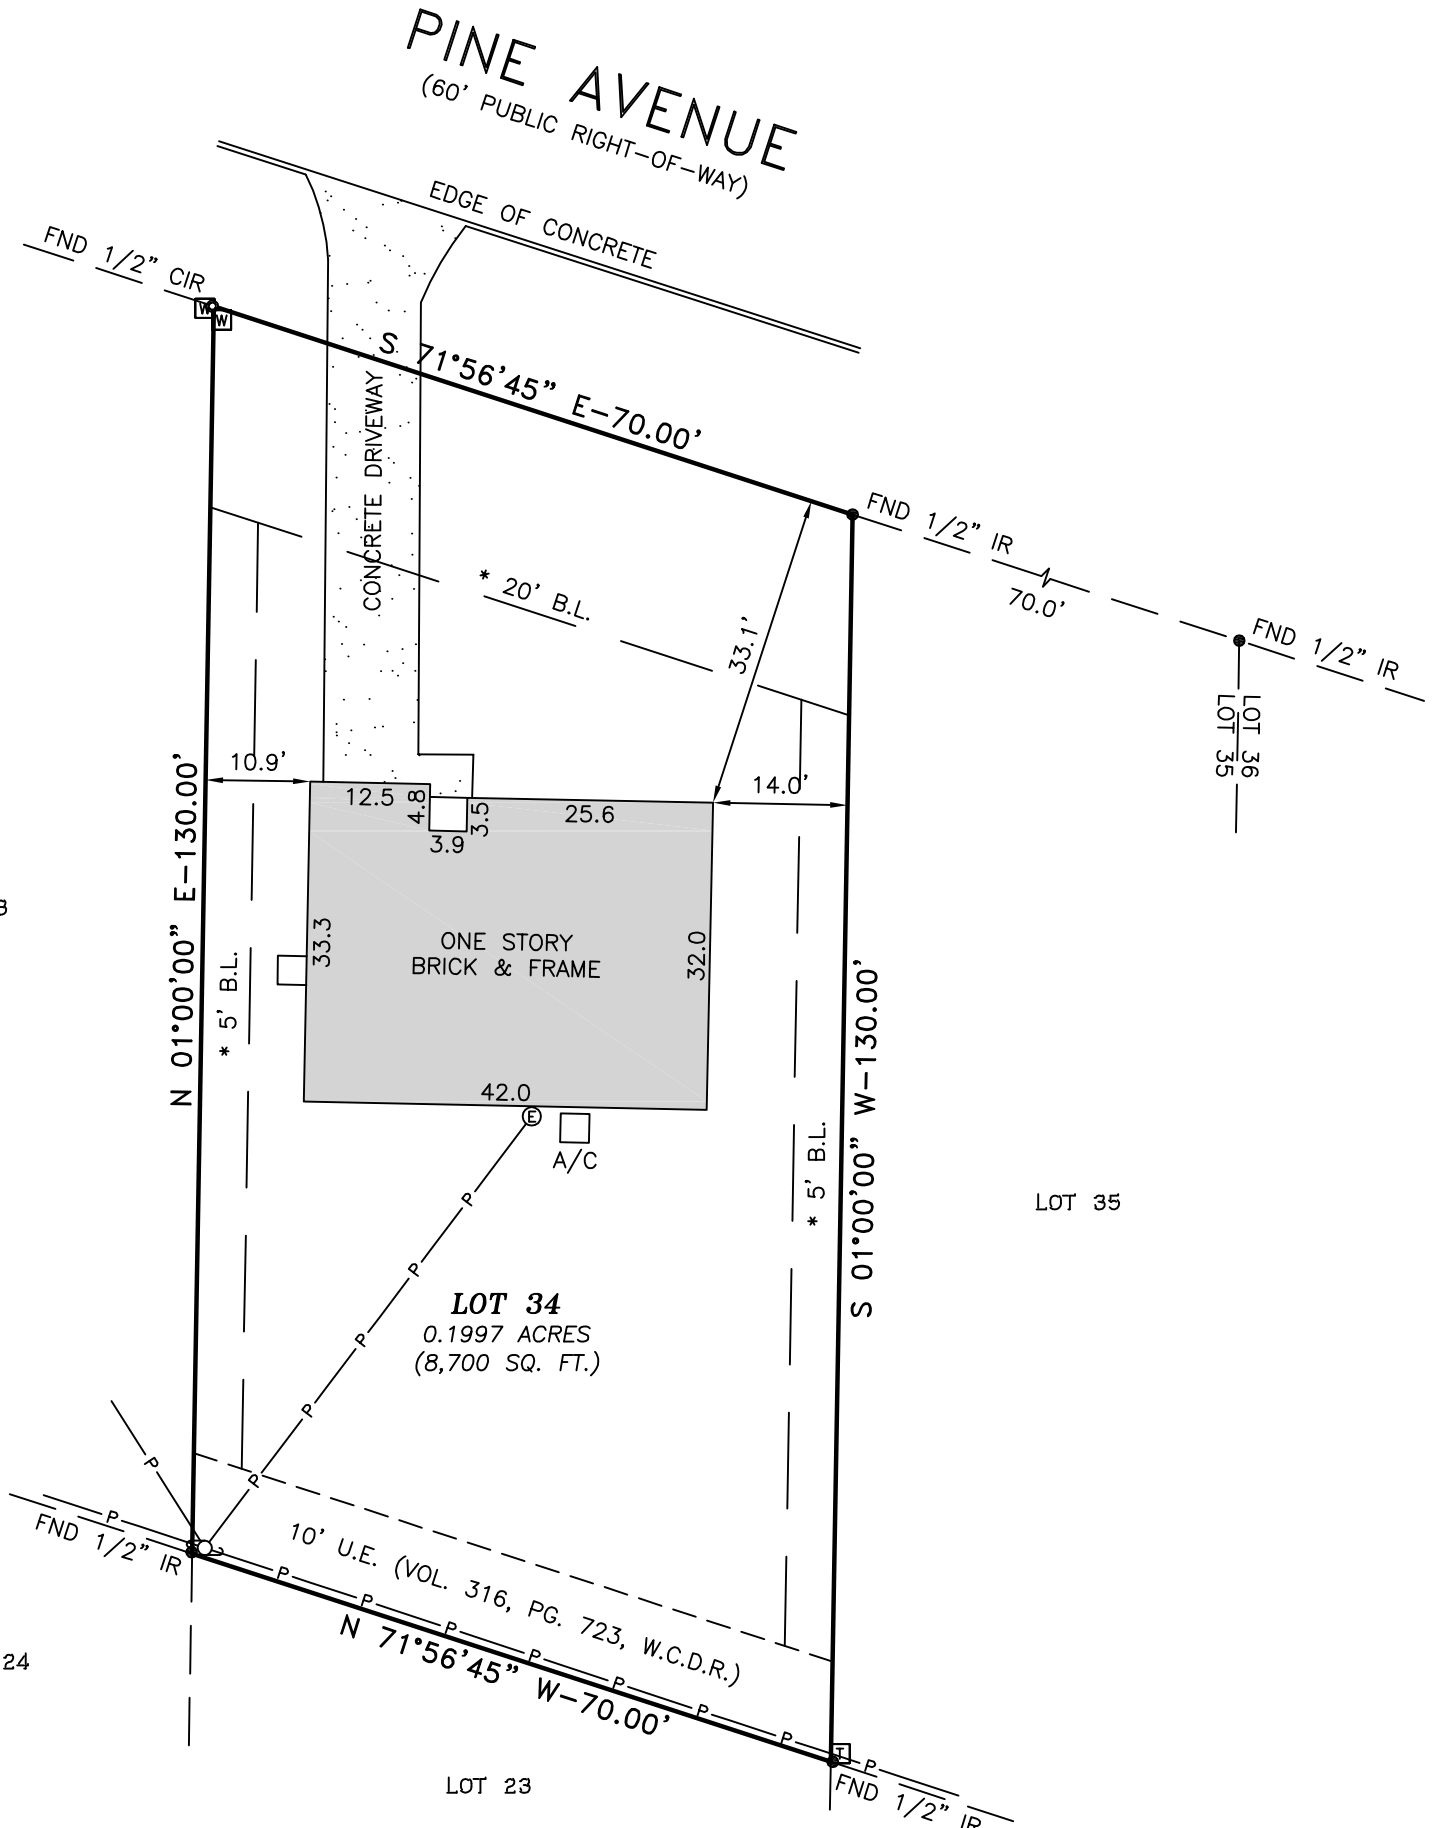 PINE AVENUE
(60' PUBLIC RIGHT-OF-WAY)
EDGE OF CONCRETE
FND 1/2" CIR
W
W
S 71°56'45" E-70.00'
CONCRETE DRIVEWAY
FND 1/2" IR
70.0'
FND 1/2" IR
LOT 36
LOT 35
* 20' B.L.
33.1'
10.9'
14.0'
12.5
4.8
3.9
3.5
25.6
N 01°00'00" E-130.00'
33.3
ONE STORY
BRICK & FRAME
32.0
* 5' B.L.
42.0
E
A/C
* 5' B.L.
S 01°00'00" W-130.00'
LOT 35
P
P
P
P
P
LOT 34
0.1997 ACRES
(8,700 SQ. FT.)
P
P
FND 1/2" IR
10' U.E. (VOL. 316, PG. 723, W.C.D.R.)
P
P
P
P
P
P
P
P
N 71°56'45" W-70.00'
T
FND 1/2" IR
24
LOT 23